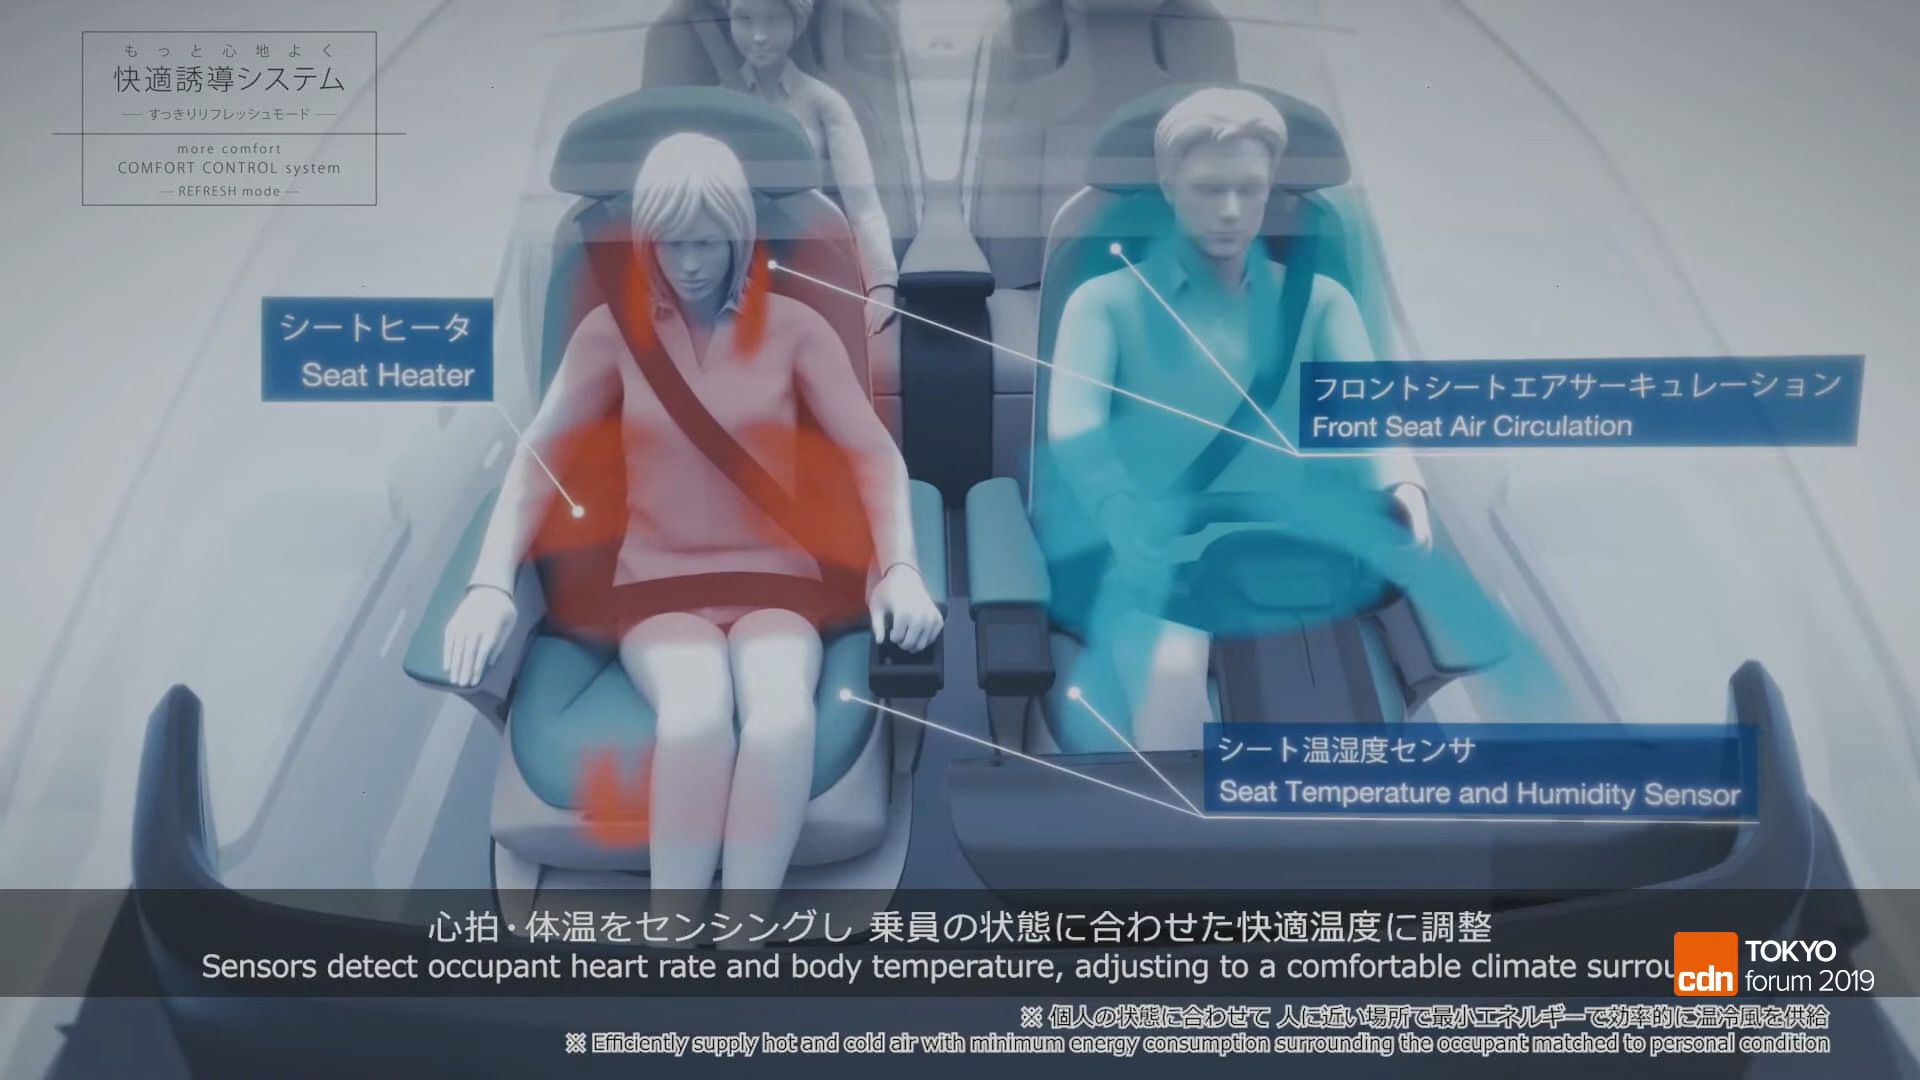 もっと心地よく
快適誘導システム
― すっきりリフレッシュモード ―
more comfort
COMFORT CONTROL system
― REFRESH mode ―
シートヒータ
Seat Heater
フロントシートエアサーキュレーション
Front Seat Air Circulation
シート温湿度センサ
Seat Temperature and Humidity Sensor
心拍・体温をセンシングし 乗員の状態に合わせた快適温度に調整
Sensors detect occupant heart rate and body temperature, adjusting to a comfortable climate surrou
cdn TOKYO
forum 2019
※ 個人の状態に合わせて 人に近い場所で最小エネルギーで効率的に温冷風を供給
※ Efficiently supply hot and cold air with minimum energy consumption surrounding the occupant matched to personal condition